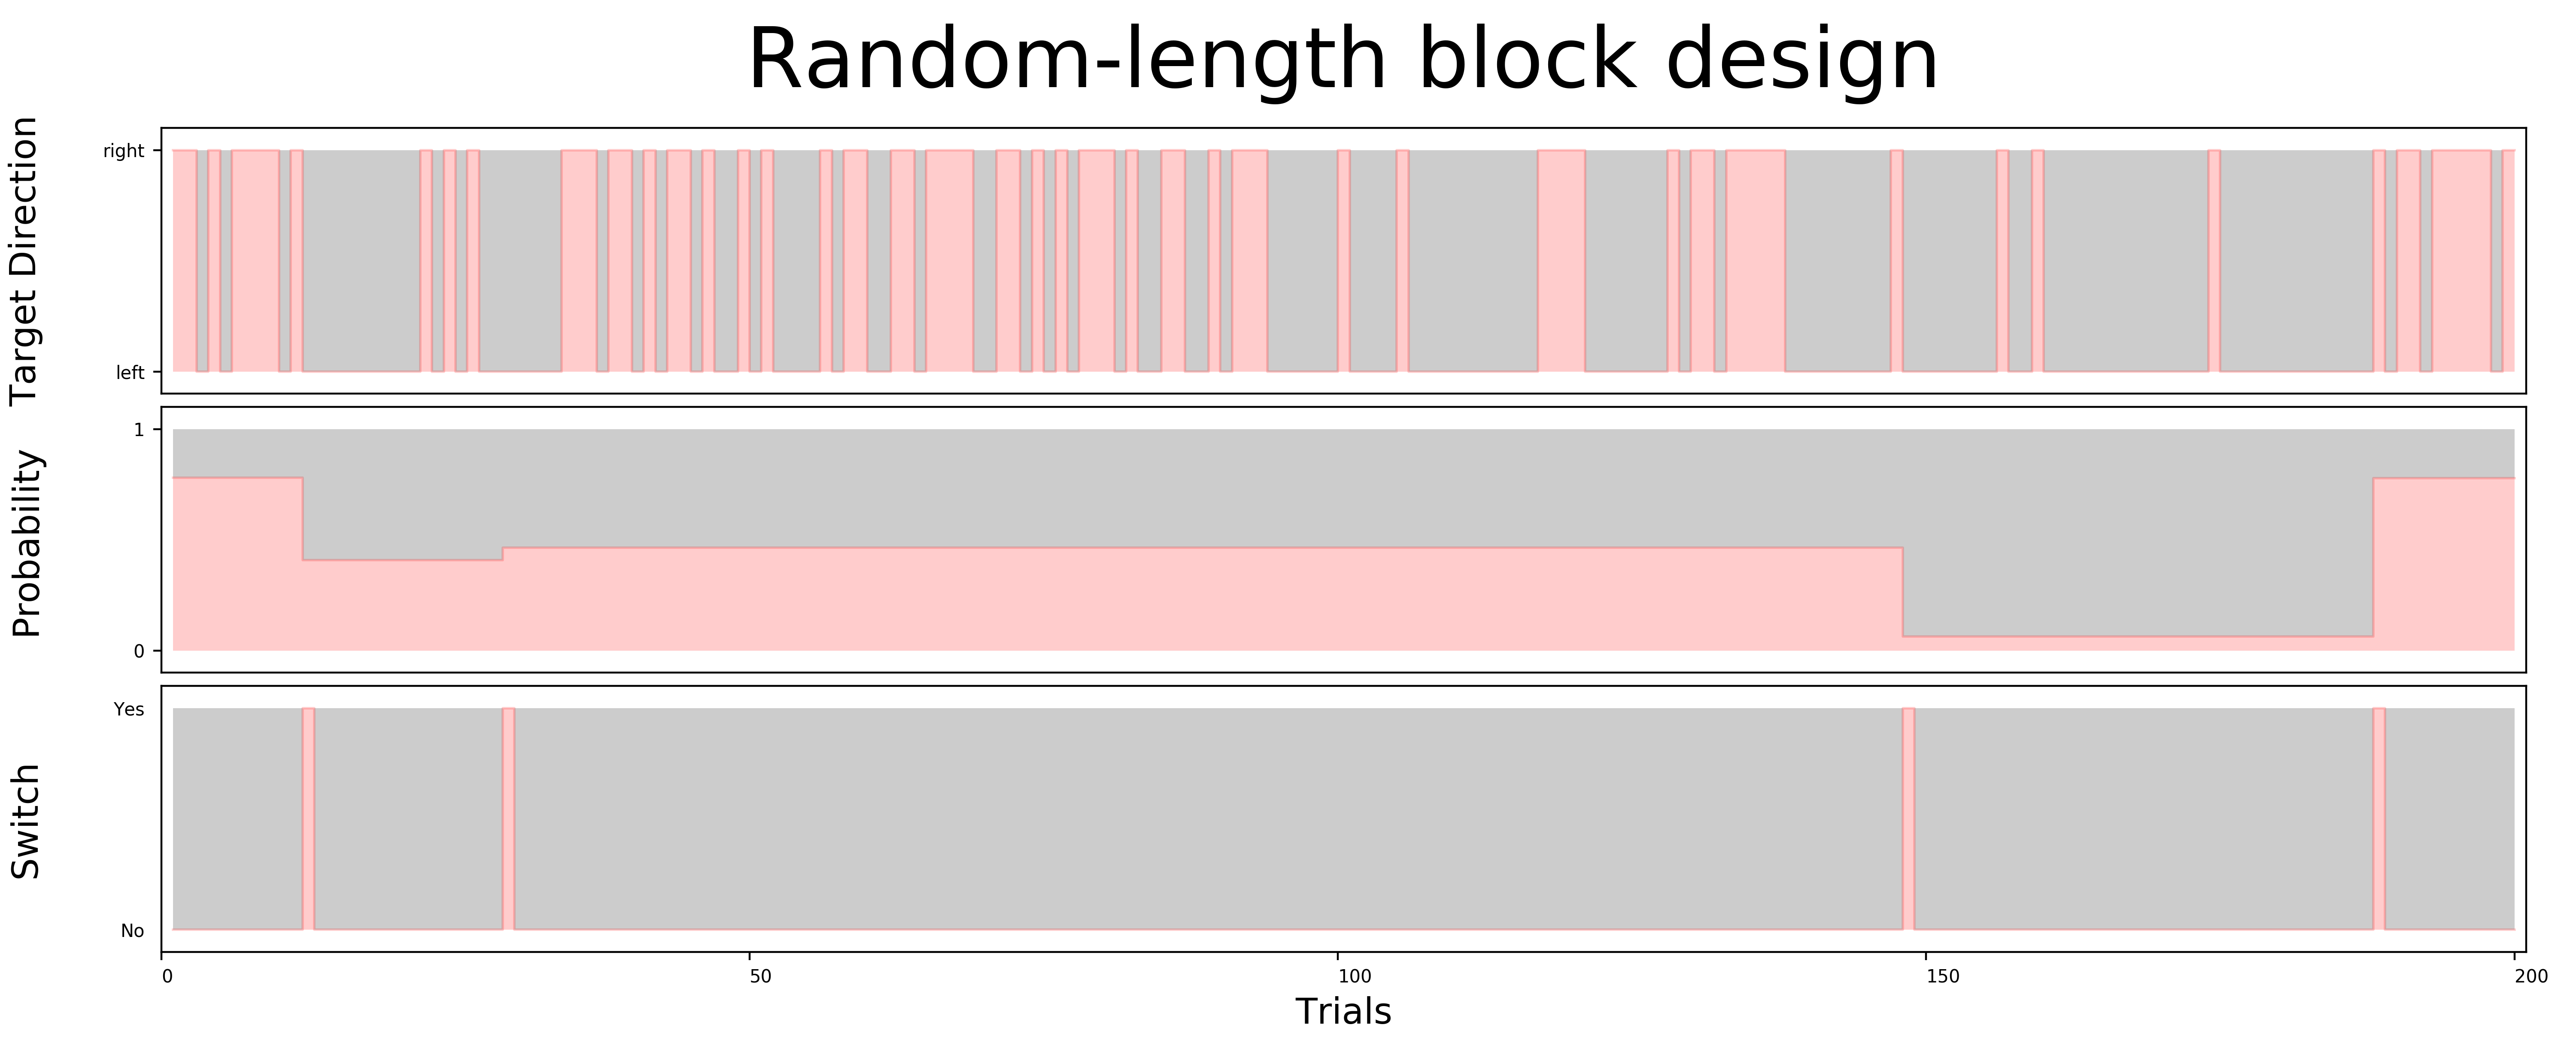 Random-length block design
Target Direction
right
left
Probability
1
0
Switch
Yes
No
0 50 100 150 200
Trials